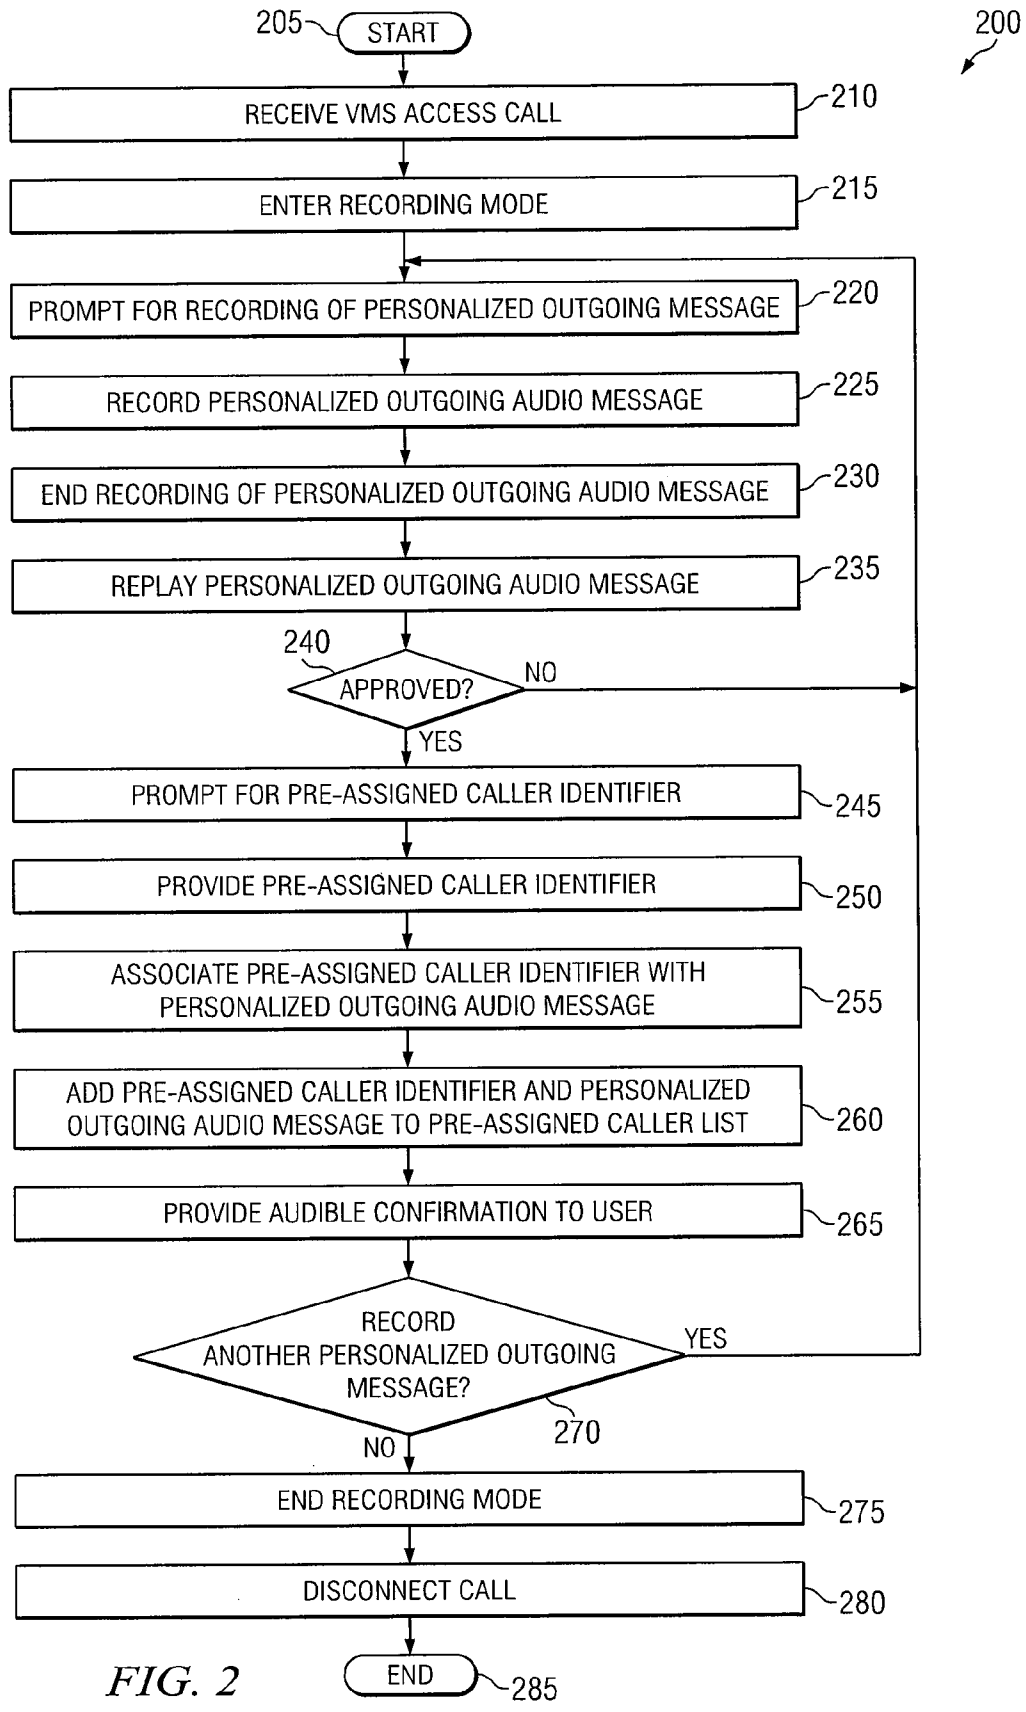 200
205
START
RECEIVE VMS ACCESS CALL
210
ENTER RECORDING MODE
215
PROMPT FOR RECORDING OF PERSONALIZED OUTGOING MESSAGE
220
RECORD PERSONALIZED OUTGOING AUDIO MESSAGE
225
END RECORDING OF PERSONALIZED OUTGOING AUDIO MESSAGE
230
REPLAY PERSONALIZED OUTGOING AUDIO MESSAGE
235
240
APPROVED?
NO
YES
PROMPT FOR PRE-ASSIGNED CALLER IDENTIFIER
245
PROVIDE PRE-ASSIGNED CALLER IDENTIFIER
250
ASSOCIATE PRE-ASSIGNED CALLER IDENTIFIER WITH
PERSONALIZED OUTGOING AUDIO MESSAGE
255
ADD PRE-ASSIGNED CALLER IDENTIFIER AND PERSONALIZED
OUTGOING AUDIO MESSAGE TO PRE-ASSIGNED CALLER LIST
260
PROVIDE AUDIBLE CONFIRMATION TO USER
265
RECORD
ANOTHER PERSONALIZED OUTGOING
MESSAGE?
YES
270
NO
END RECORDING MODE
275
DISCONNECT CALL
280
END
285
FIG. 2